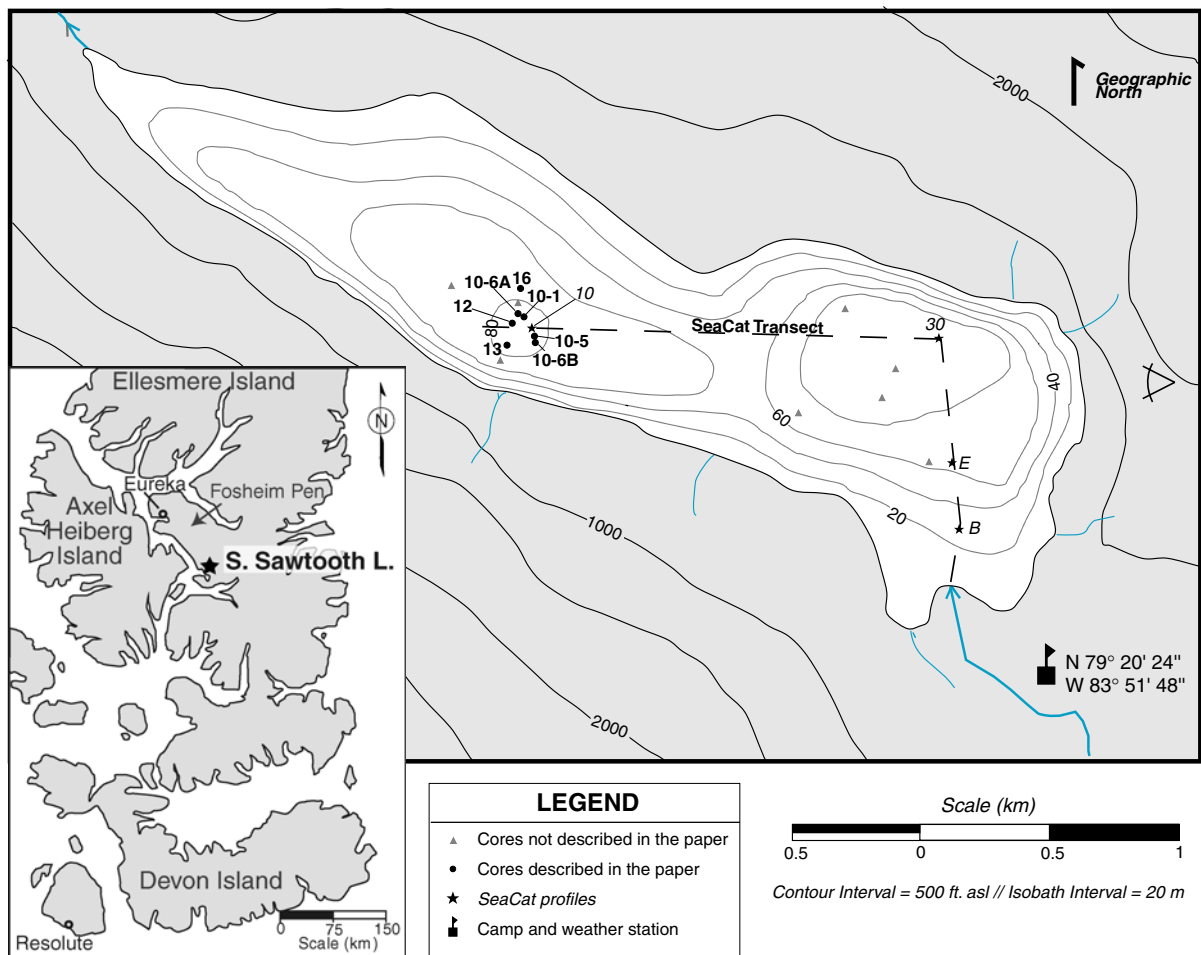 2000
Geographic
North
10-6A
16
10-1
10
12
80
13
10-5
10-6B
SeaCat Transect
30
40
60
E
20
B
1000
2000
N 79° 20' 24"
W 83° 51' 48"
Ellesmere Island
N
Eureka
Fosheim Pen
Axel
Heiberg
Island
S. Sawtooth L.
Devon Island
Resolute
0 75 150
Scale (km)
LEGEND
Cores not described in the paper
Cores described in the paper
SeaCat profiles
Camp and weather station
Scale (km)
0.5 0 0.5 1
Contour Interval = 500 ft. asl // Isobath Interval = 20 m